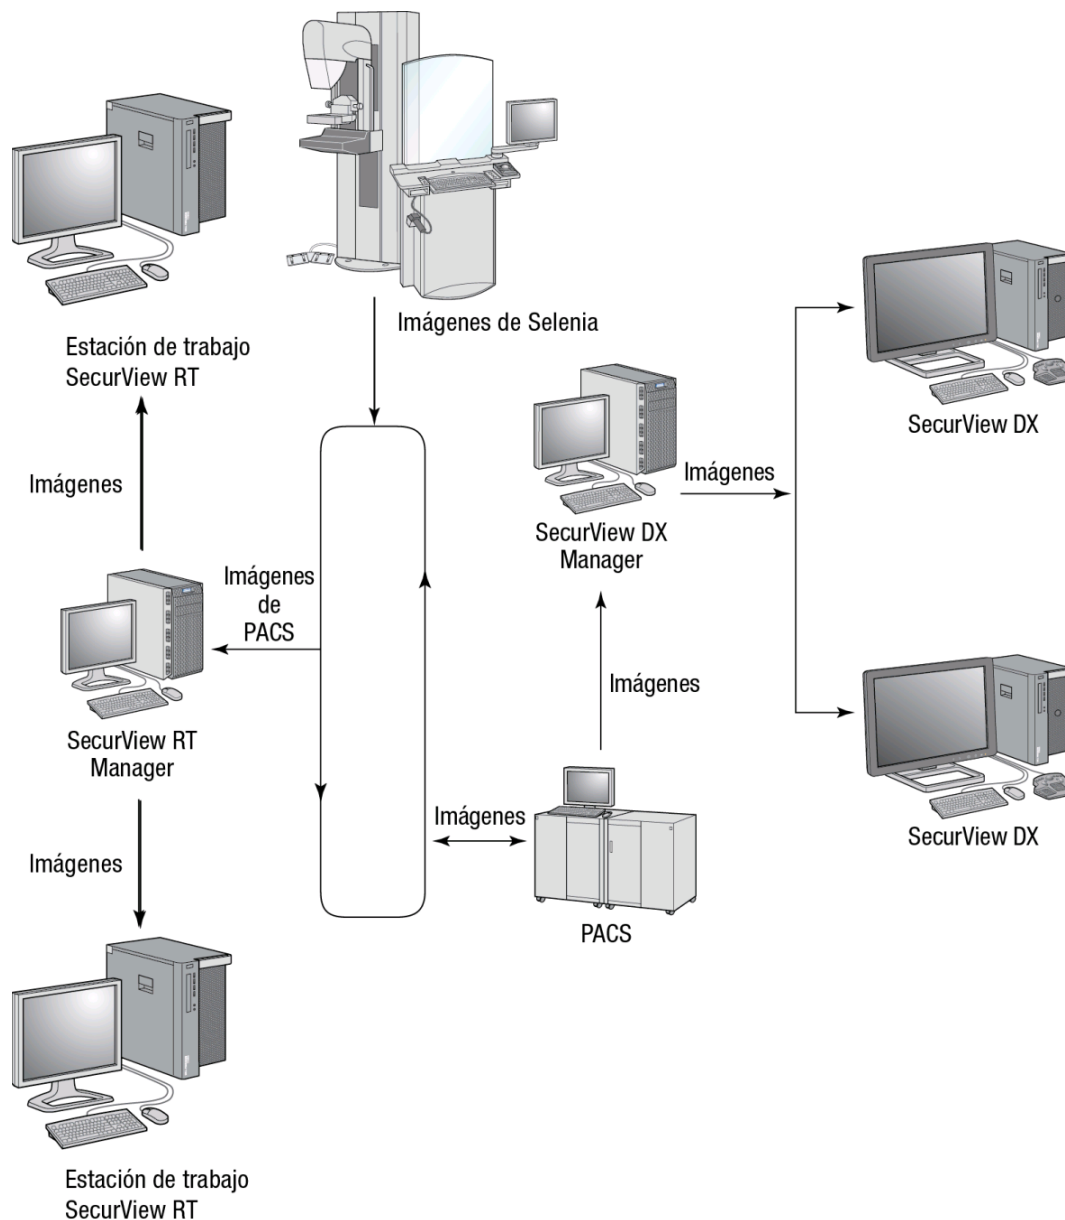 Imágenes de Selenia
Estación de trabajo
SecurView RT
SecurView DX
Imágenes
Imágenes
SecurView DX
Manager
Imágenes
de
PACS
Imágenes
SecurView RT
Manager
Imágenes
SecurView DX
Imágenes
PACS
Estación de trabajo
SecurView RT